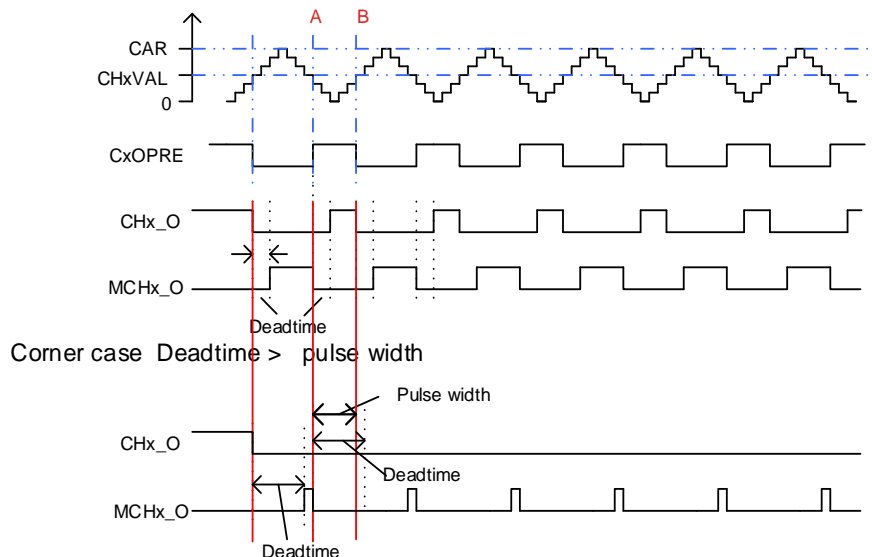 A B
CAR
CHxVAL
0
CxOPRE
CHx_O
MCHx_O
Deadtime
Corner case Deadtime > pulse width
Pulse width
CHx_O
Deadtime
MCHx_O
Deadtime